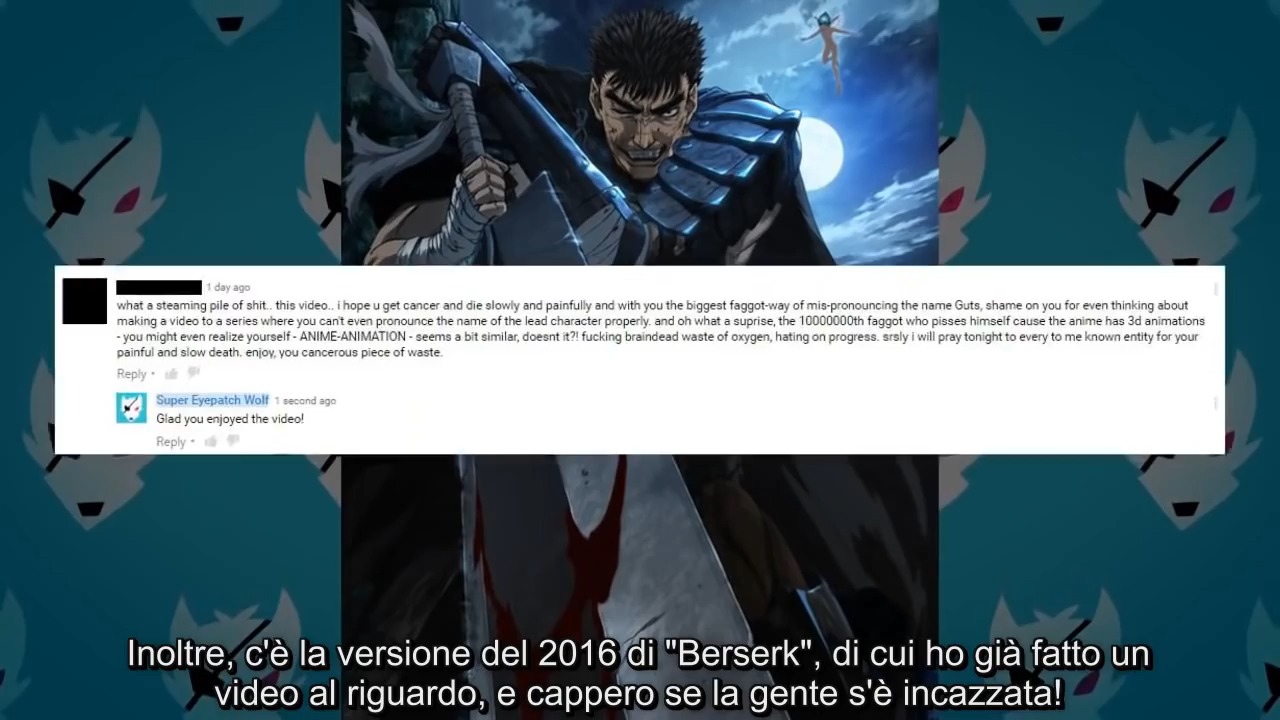 1 day ago
what a steaming pile of shit.. this video.. i hope u get cancer and die slowly and painfully and with you the biggest faggot-way of mis-pronouncing the name Guts, shame on you for even thinking about
making a video to a series where you can't even pronounce the name of the lead character properly. and oh what a suprise, the 10000000th faggot who pisses himself cause the anime has 3d animations
- you might even realize yourself - ANIME-ANIMATION - seems a bit similar, doesnt it?! fucking braindead waste of oxygen, hating on progress. srsly i will pray tonight to every to me known entity for your
painful and slow death. enjoy, you cancerous piece of waste.
Reply •
Super Eyepatch Wolf 1 second ago
Glad you enjoyed the video!
Reply •
Inoltre, c'è la versione del 2016 di "Berserk", di cui ho già fatto un
video al riguardo, e cappero se la gente s'è incazzata!